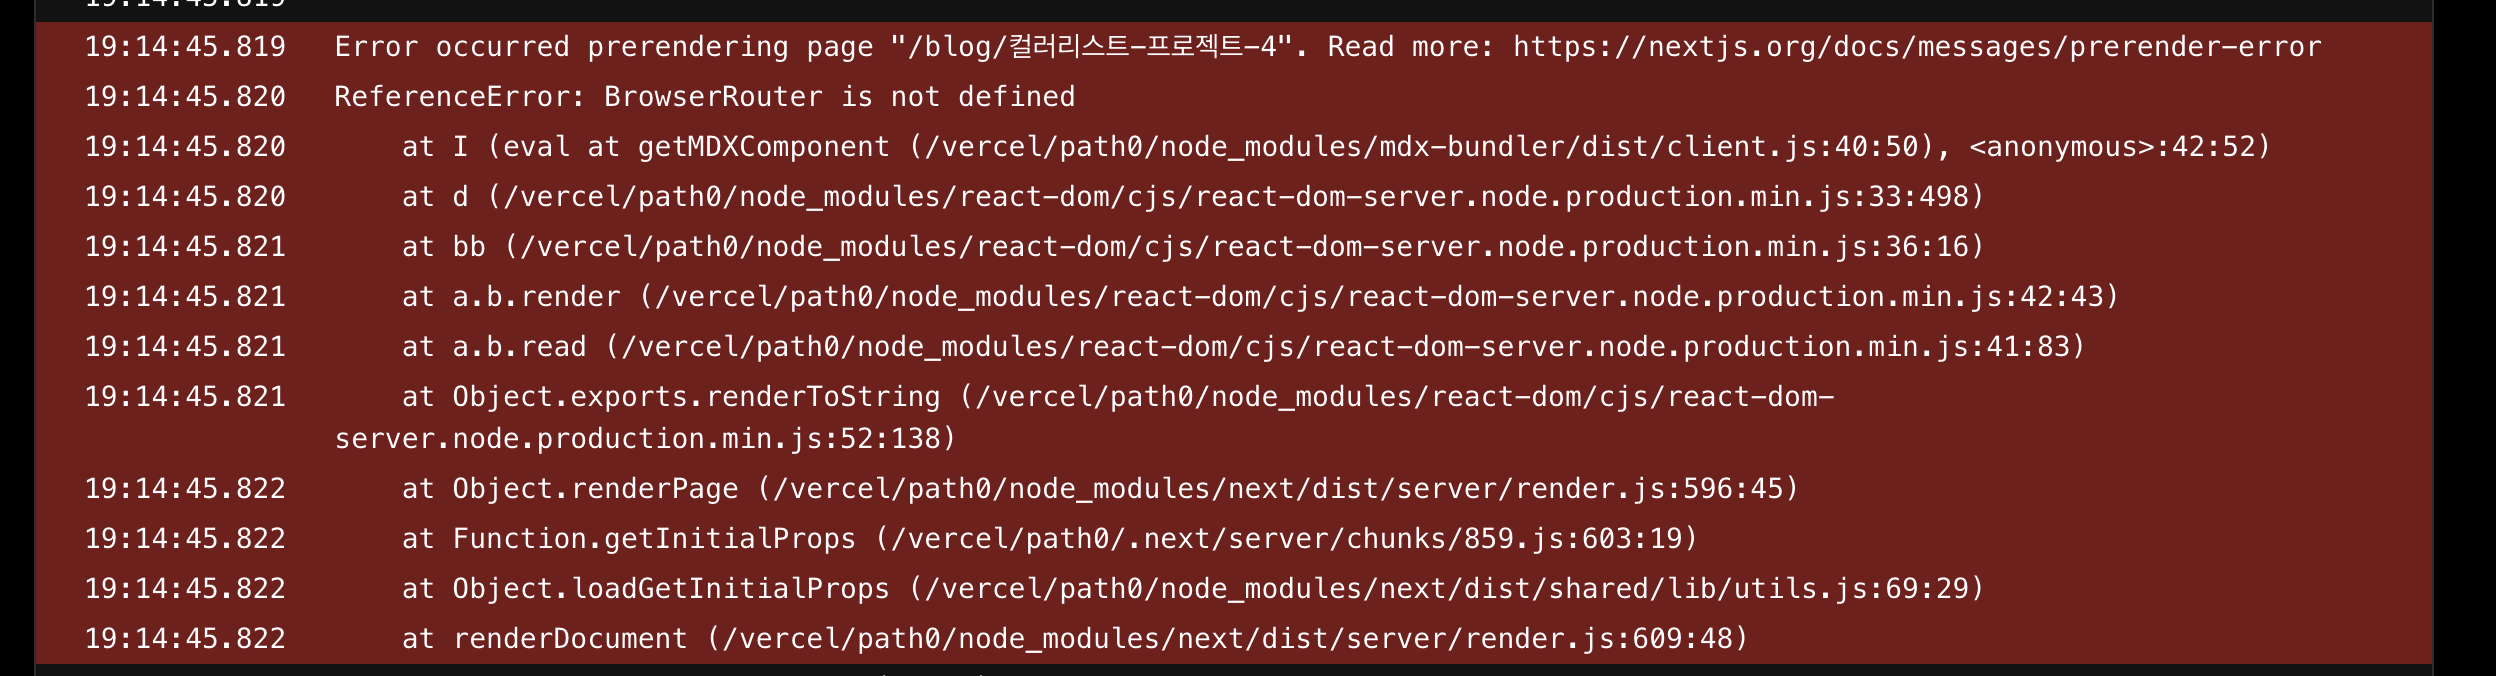 19:14:45.819 Error occurred prerendering page "/blog/컬러리스트-프로젝트-4". Read more: https://nextjs.org/docs/messages/prerender-error
19:14:45.820 ReferenceError: BrowserRouter is not defined
19:14:45.820 at I (eval at getMDXComponent (/vercel/path0/node_modules/mdx-bundler/dist/client.js:40:50), <anonymous>:42:52)
19:14:45.820 at d (/vercel/path0/node_modules/react-dom/cjs/react-dom-server.node.production.min.js:33:498)
19:14:45.821 at bb (/vercel/path0/node_modules/react-dom/cjs/react-dom-server.node.production.min.js:36:16)
19:14:45.821 at a.b.render (/vercel/path0/node_modules/react-dom/cjs/react-dom-server.node.production.min.js:42:43)
19:14:45.821 at a.b.read (/vercel/path0/node_modules/react-dom/cjs/react-dom-server.node.production.min.js:41:83)
19:14:45.821 at Object.exports.renderToString (/vercel/path0/node_modules/react-dom/cjs/react-dom-
server.node.production.min.js:52:138)
19:14:45.822 at Object.renderPage (/vercel/path0/node_modules/next/dist/server/render.js:596:45)
19:14:45.822 at Function.getInitialProps (/vercel/path0/.next/server/chunks/859.js:603:19)
19:14:45.822 at Object.loadGetInitialProps (/vercel/path0/node_modules/next/dist/shared/lib/utils.js:69:29)
19:14:45.822 at renderDocument (/vercel/path0/node_modules/next/dist/server/render.js:609:48)